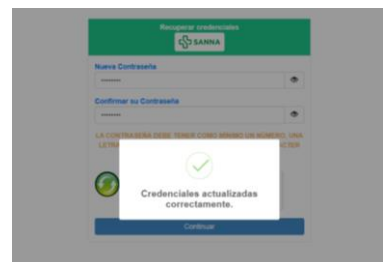 Recuperar credenciales
SANNA
Nueva Contraseña
Confirmar su Contraseña
LA CONTRASEÑA DEBE TENER COMO MÍNIMO UN NÚMERO, UNA
Credenciales actualizadas
correctamente.
Continuar